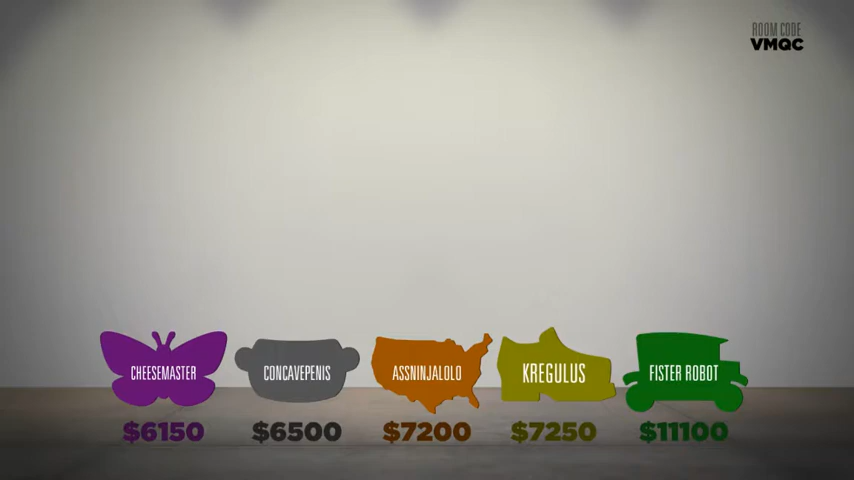 ROOM CODE
VMQC
CHEESEMASTER
CONCAVEPENIS
ASSNINJALOLO
KREGULUS
FISTER ROBOT
$6150
$6500
$7200
$7250
$11100